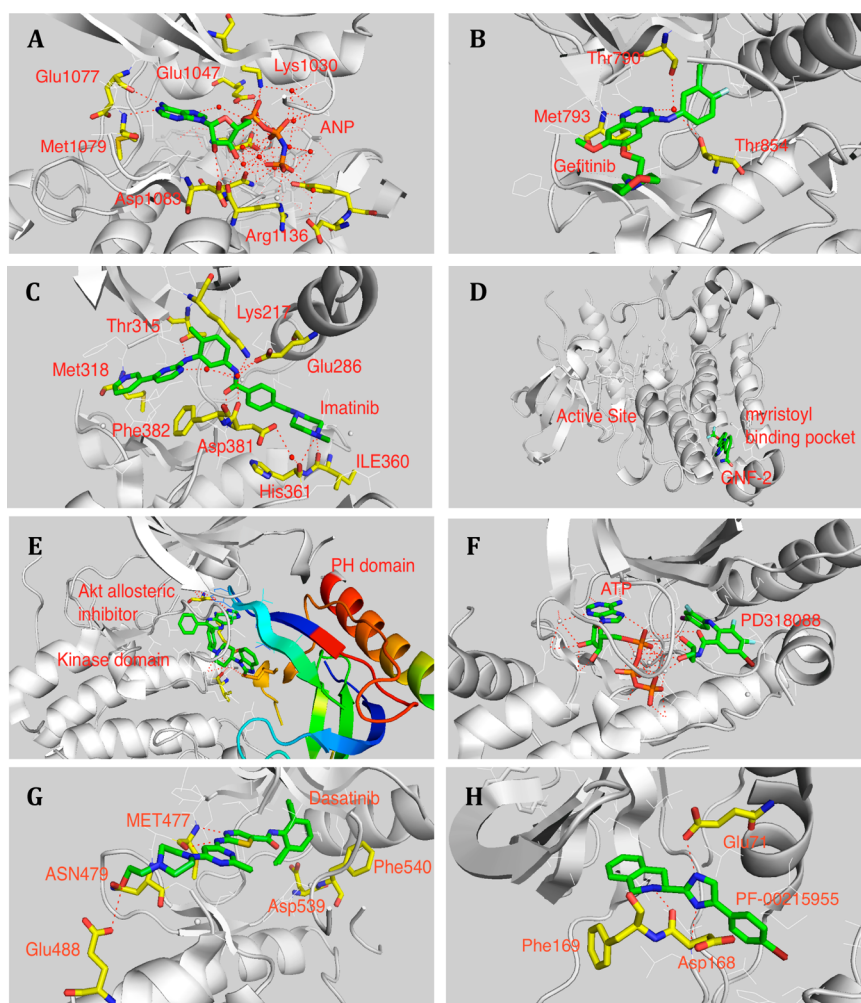 A
Glu1077
Glu1047
Lys1030
ANP
Met1079
Asp1083
Arg1136
B
Thr790
Met793
Gefitinib
Thr854
C
Lys217
Thr315
Met318
Glu286
Imatinib
Phe382
Asp381
ILE360
His361
D
Active Site
myristoyl
binding pocket
GNF-2
E
PH domain
Akt allosteric
inhibitor
Kinase domain
F
ATP
PD318088
G
Dasatinib
MET477
ASN479
Phe540
Asp539
Glu488
H
Glu71
PF-00215955
Phe169
Asp168